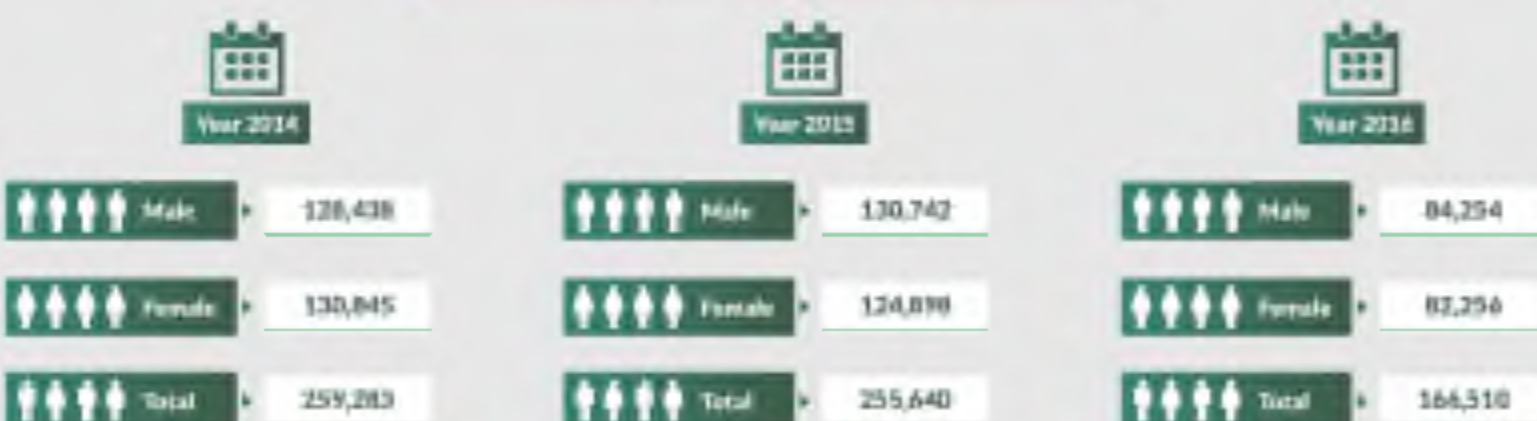 Year 2014
Male 128,438
Female 130,845
Total 259,283
Year 2015
Male 130,742
Female 124,898
Total 255,640
Year 2016
Male 84,254
Female 82,256
Total 166,510